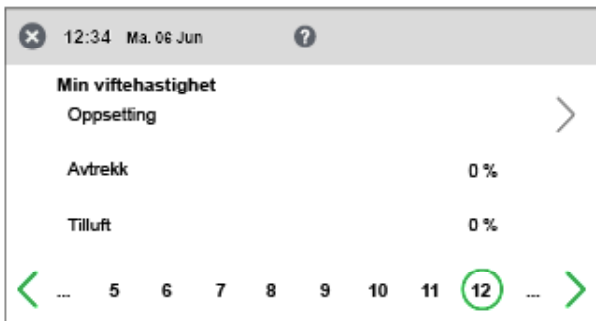 12:34 Ma. 06 Jun ?
Min viftehastighet
Oppsetting
Avtrekk 0 %
Tilluft 0 %
... 5 6 7 8 9 10 11 12 ...